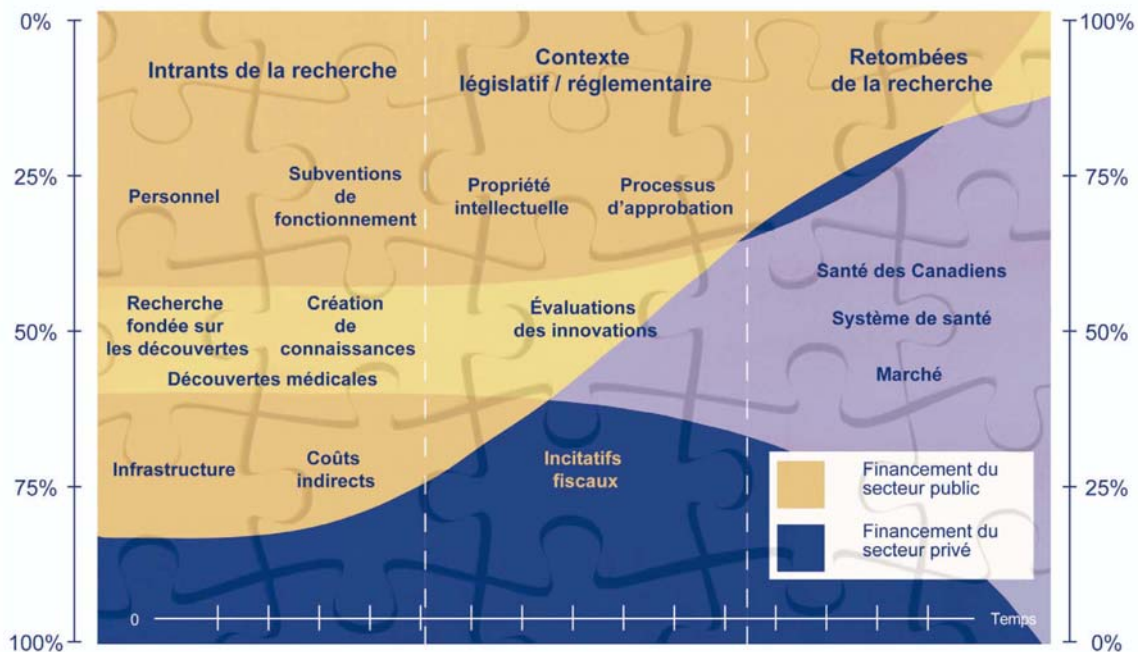 0%
25%
50%
75%
100%
Intrants de la recherche
Contexte
législatif / réglementaire
Retombées
de la recherche
Personnel
Subventions
de
fonctionnement
Propriété
intellectuelle
Processus
d'approbation
Recherche
fondée sur
les découvertes
Création
de
connaissances
Découvertes médicales
Évaluations
des innovations
Santé des Canadiens
Système de santé
Marché
Infrastructure
Coûts
indirects
Incitatifs
fiscaux
Financement du
secteur public
Financement du
secteur privé
0
Temps
100%
75%
50%
25%
0%